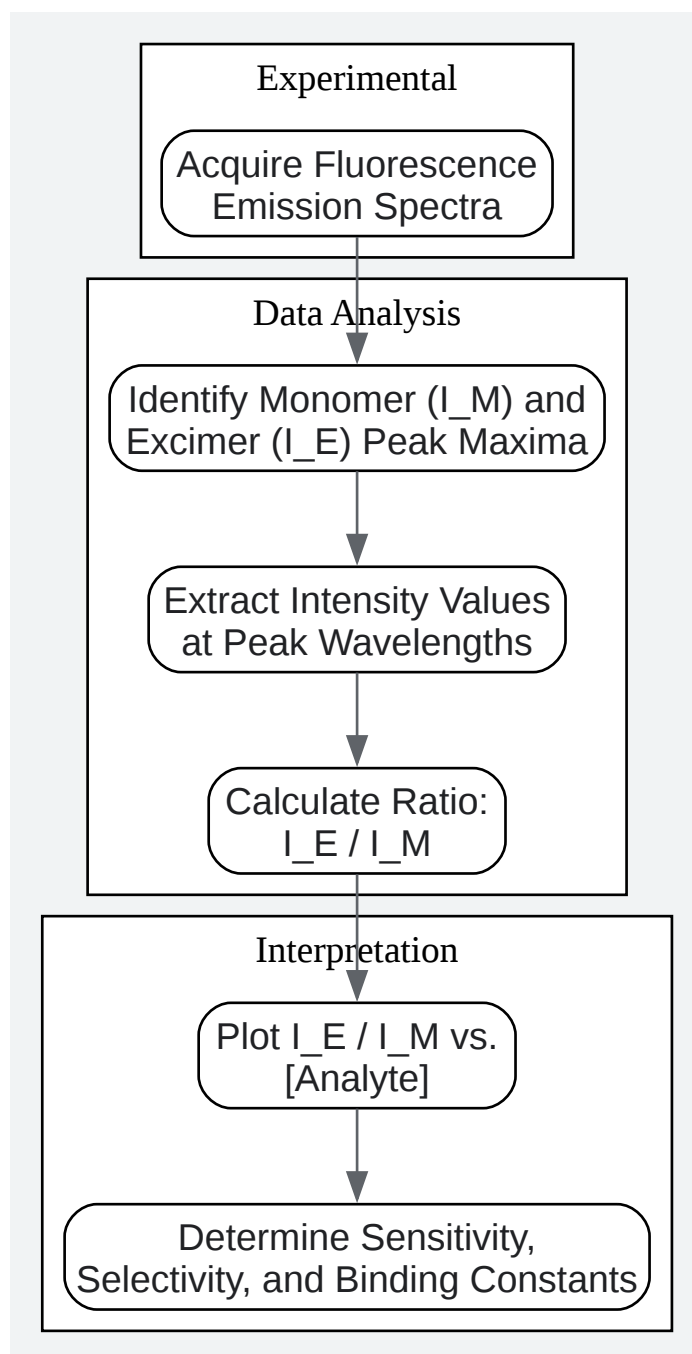 Experimental
Acquire Fluorescence
Emission Spectra
Data Analysis
Identify Monomer (I_M) and
Excimer (I_E) Peak Maxima
Extract Intensity Values
at Peak Wavelengths
Calculate Ratio:
I_E / I_M
Interpretation
Plot I_E / I_M vs.
[Analyte]
Determine Sensitivity,
Selectivity, and Binding Constants